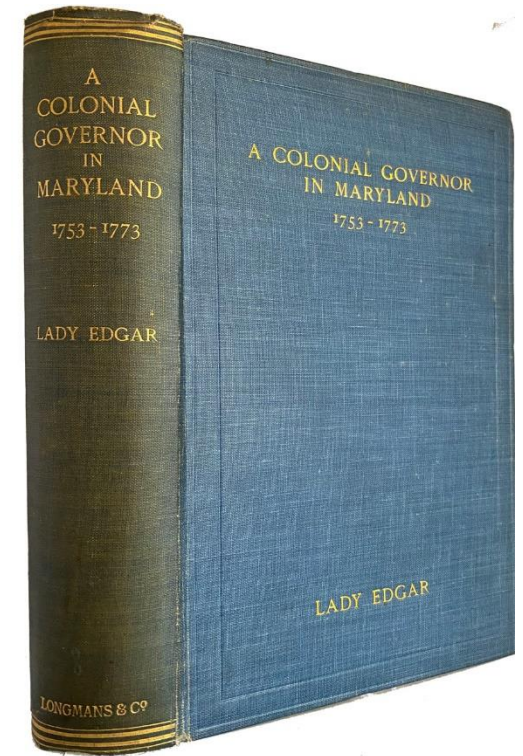 A
COLONIAL
GOVERNOR
IN
MARYLAND
1753-1773
LADY EDGAR
LONGMANS & Cº
A COLONIAL GOVERNOR
IN MARYLAND
1753-1773
LADY EDGAR